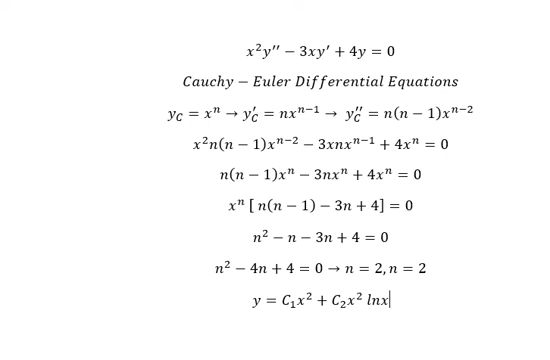 x²y′′ − 3xy′ + 4y = 0
Cauchy − Euler Differential Equations
y_C = xⁿ → y′_C = nxⁿ⁻¹ → y′′_C = n(n − 1)xⁿ⁻²
x²n(n − 1)xⁿ⁻² − 3xnxⁿ⁻¹ + 4xⁿ = 0
n(n − 1)xⁿ − 3nxⁿ + 4xⁿ = 0
xⁿ [ n(n − 1) − 3n + 4] = 0
n² − n − 3n + 4 = 0
n² − 4n + 4 = 0 → n = 2, n = 2
y = C₁x² + C₂x² lnx